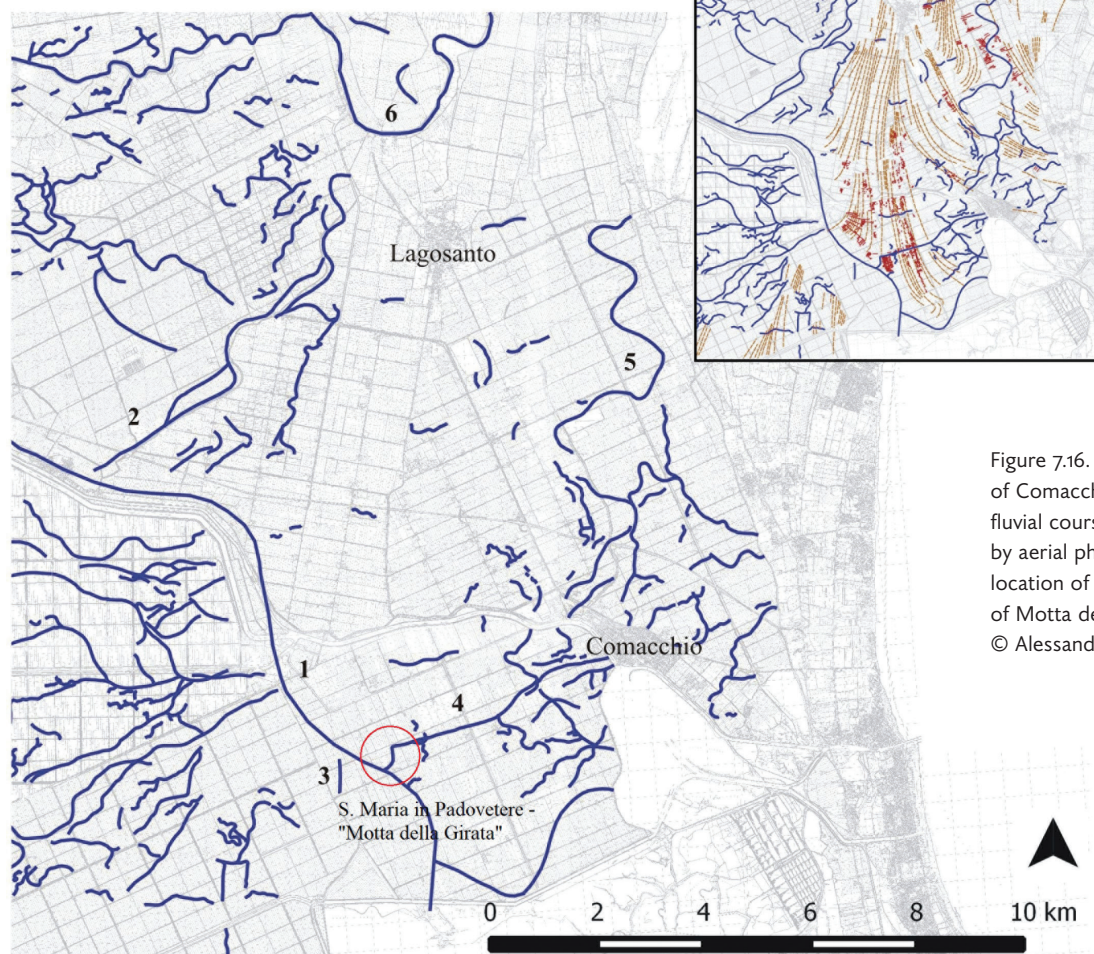 6
Lagosanto
5
2
Comacchio
1
4
3
S. Maria in Padovetere -
"Motta della Girata"
0 2 4 6 8 10 km
Figure 7.16.
of Comacch
fluvial cours
by aerial ph
location of
of Motta de
© Alessand